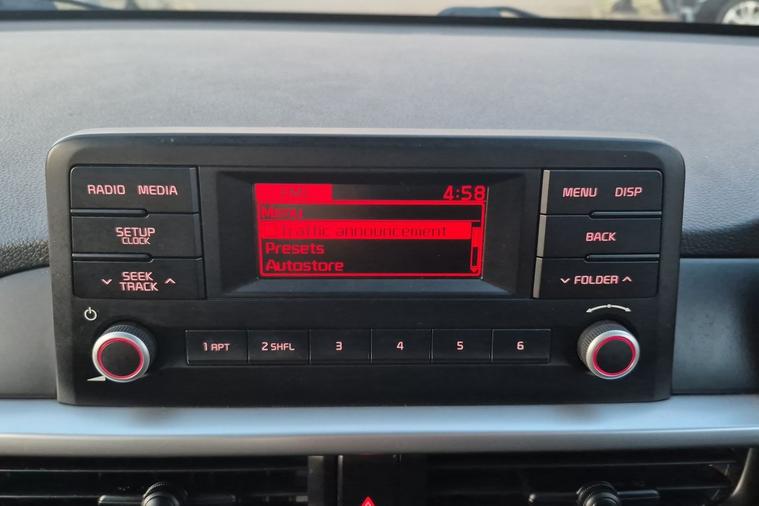 RADIO MEDIA
SETUP
CLOCK
SEEK
TRACK
4:58
Menu
Traffic announcement
Presets
Autostore
MENU DISP
BACK
FOLDER
1 RPT
2 SHFL
3
4
5
6